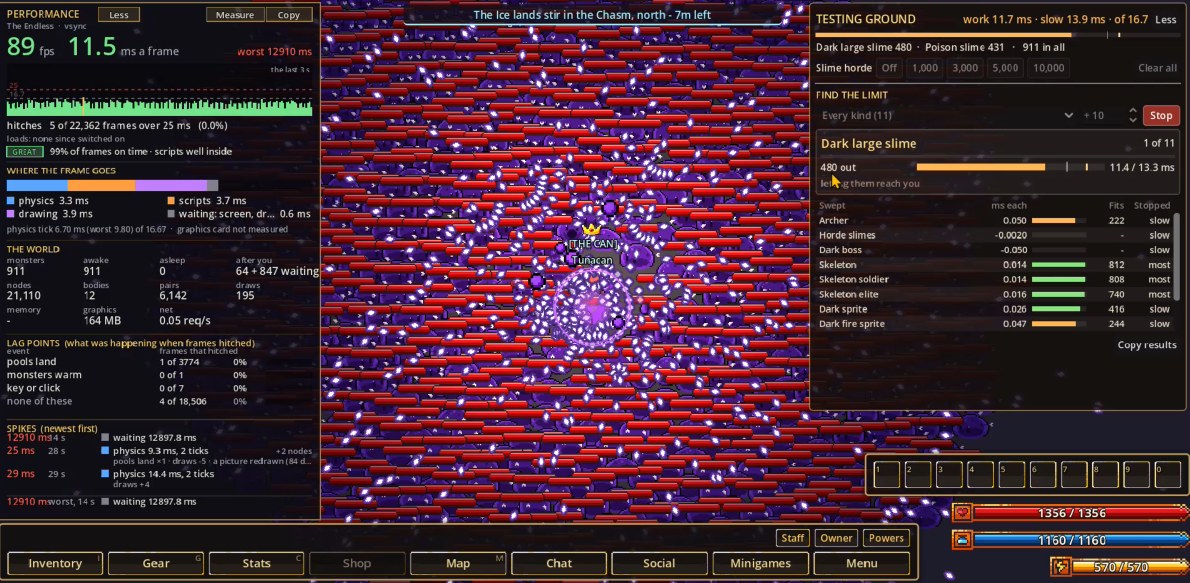 PERFORMANCE Less Measure Copy
The Endless · vsync
89 fps 11.5 ms a frame worst 12910 ms
the last 3 s
25
hitches 5 of 22,362 frames over 25 ms (0.0%)
loads: none since switched on
GREAT 99% of frames on time · scripts well inside
WHERE THE FRAME GOES
physics 3.3 ms scripts 3.7 ms
drawing 3.9 ms waiting: screen, dr... 0.6 ms
physics tick 6.70 ms (worst 9.80) of 16.67 · graphics card not measured
THE WORLD
monsters awake asleep after you
911 911 0 64 + 847 waiting
nodes bodies pairs draws
21,110 12 6,142 195
memory graphics net
- 164 MB 0.05 req/s
LAG POINTS (what was happening when frames hitched)
event frames that hitched
pools land 1 of 3774 0%
monsters warm 0 of 1 0%
key or click 0 of 7 0%
none of these 4 of 18,506 0%
SPIKES (newest first)
12910 ms 14 s waiting 12897.8 ms
25 ms 28 s physics 9.3 ms, 2 ticks +2 nodes
pools land ×1 · draws -5 · a picture redrawn (84 d...
29 ms 29 s physics 14.4 ms, 2 ticks
draws +4
12910 ms worst, 14 s waiting 12897.8 ms
The Ice lands stir in the Chasm, north - 7m left
[THE CAN]
Tunacan
TESTING GROUND work 11.7 ms · slow 13.9 ms · of 16.7 Less
Dark large slime 480 · Poison slime 431 · 911 in all
Slime horde Off 1,000 3,000 5,000 10,000 Clear all
FIND THE LIMIT
Every kind (11) +10 Stop
Dark large slime 1 of 11
480 out 11.4 / 13.3 ms
them reach you
Swept ms each Fits Stopped
Archer 0.050 222 slow
Horde slimes -0.0020 - slow
Dark boss -0.050 - slow
Skeleton 0.014 812 most
Skeleton soldier 0.014 808 most
Skeleton elite 0.016 740 most
Dark sprite 0.026 416 slow
Dark fire sprite 0.047 244 slow
Copy results
1 2 3 4 5 6 7 8 9 0
1356 / 1356
1160 / 1160
570 / 570
Staff Owner Powers
Inventory I Gear G Stats C Shop Map M Chat Social Minigames Menu